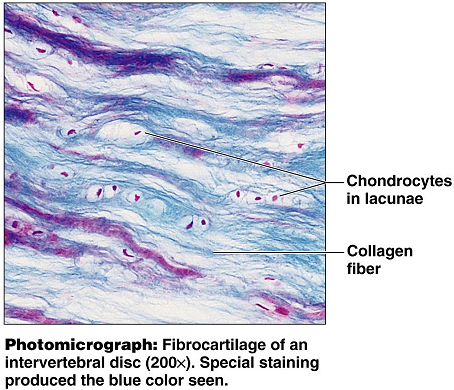 Chondrocytes
in lacunae
Collagen
fiber
Photomicrograph: Fibrocartilage of an
intervertebral disc (200×). Special staining
produced the blue color seen.